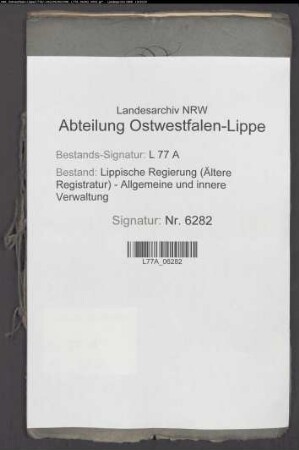 Landesarchiv NRW
Abteilung Ostwestfalen-Lippe
Bestands-Signatur: L 77 A
Bestand: Lippische Regierung (Ältere
Registratur) - Allgemeine und innere
Verwaltung
Signatur: Nr. 6282
L77A_06282